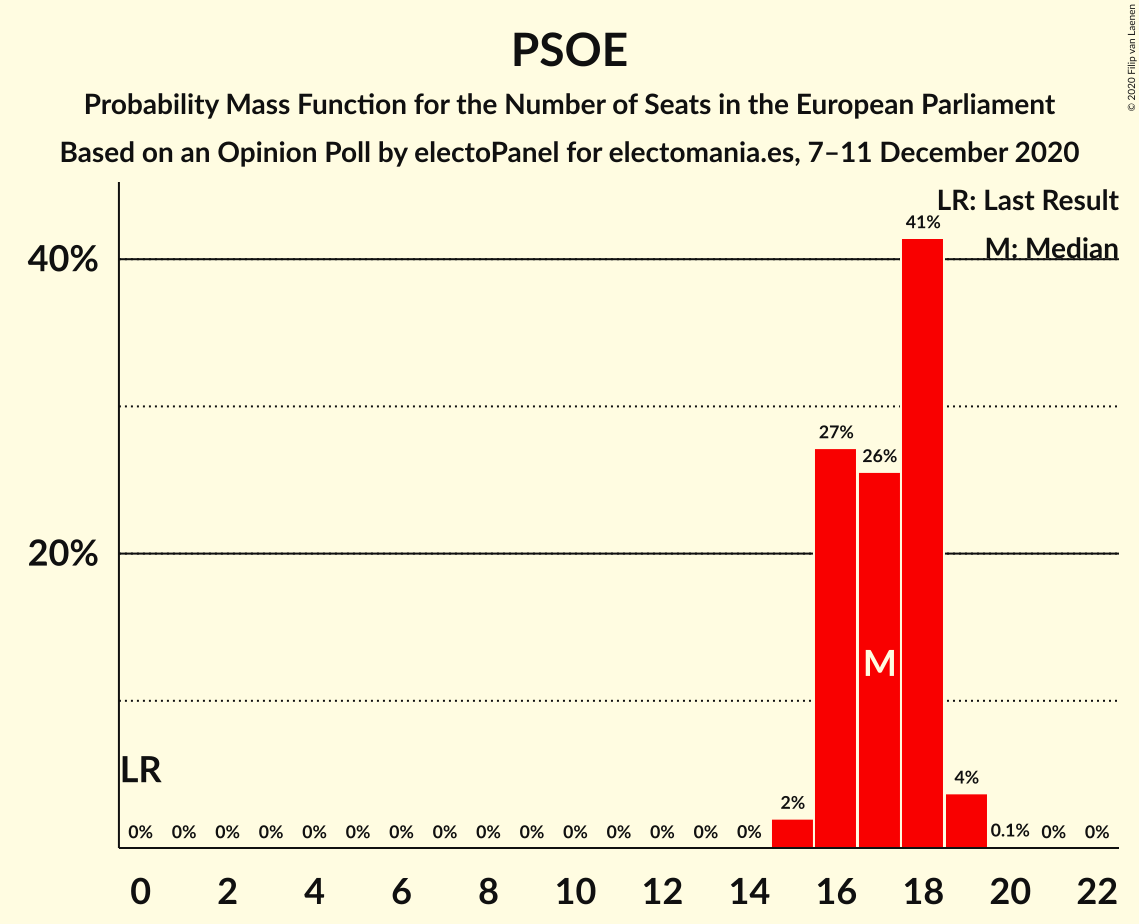 PSOE
Probability Mass Function for the Number of Seats in the European Parliament
Based on an Opinion Poll by electoPanel for electomania.es, 7–11 December 2020
© 2020 Filip van Laenen
LR: Last Result
M: Median
40%
20%
41%
27%
26%
M
LR
4%
2%
0% 0% 0% 0% 0% 0% 0% 0% 0% 0% 0% 0% 0% 0% 0% 0.1% 0% 0%
0 2 4 6 8 10 12 14 16 18 20 22